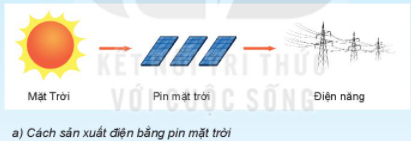 KẾT NỐI TRI THỨC
VỚI CUỘC SỐNG
Mặt Trời Pin mặt trời Điện năng
a) Cách sản xuất điện bằng pin mặt trời